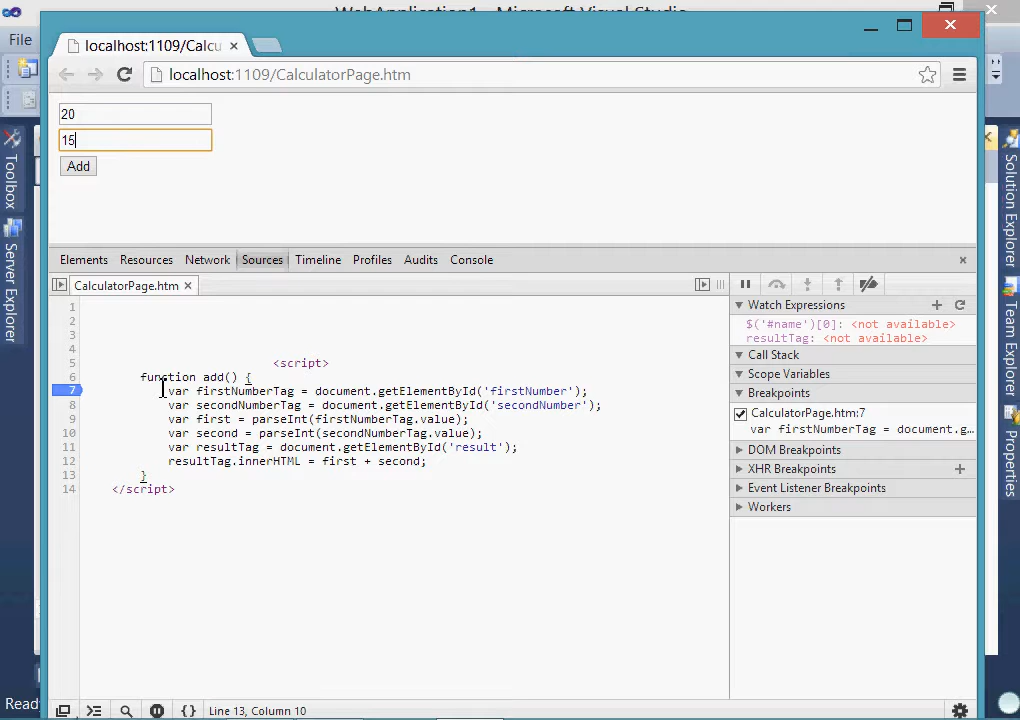 WebApplication1 - Microsoft Visual Studio
File
localhost:1109/Calcu
localhost:1109/CalculatorPage.htm
20
15
Add
Toolbox
Server Explorer
Solution Explorer
Team Explorer
Properties
Elements Resources Network Sources Timeline Profiles Audits Console
CalculatorPage.htm
1
2
3
4
5 <script>
6 function add() {
7 var firstNumberTag = document.getElementById('firstNumber');
8 var secondNumberTag = document.getElementById('secondNumber');
9 var first = parseInt(firstNumberTag.value);
10 var second = parseInt(secondNumberTag.value);
11 var resultTag = document.getElementById('result');
12 resultTag.innerHTML = first + second;
13 }
14 </script>
Watch Expressions
$('#name')[0]: <not available>
resultTag: <not available>
Call Stack
Scope Variables
Breakpoints
CalculatorPage.htm:7
var firstNumberTag = document.g…
DOM Breakpoints
XHR Breakpoints
Event Listener Breakpoints
Workers
Line 13, Column 10
Read